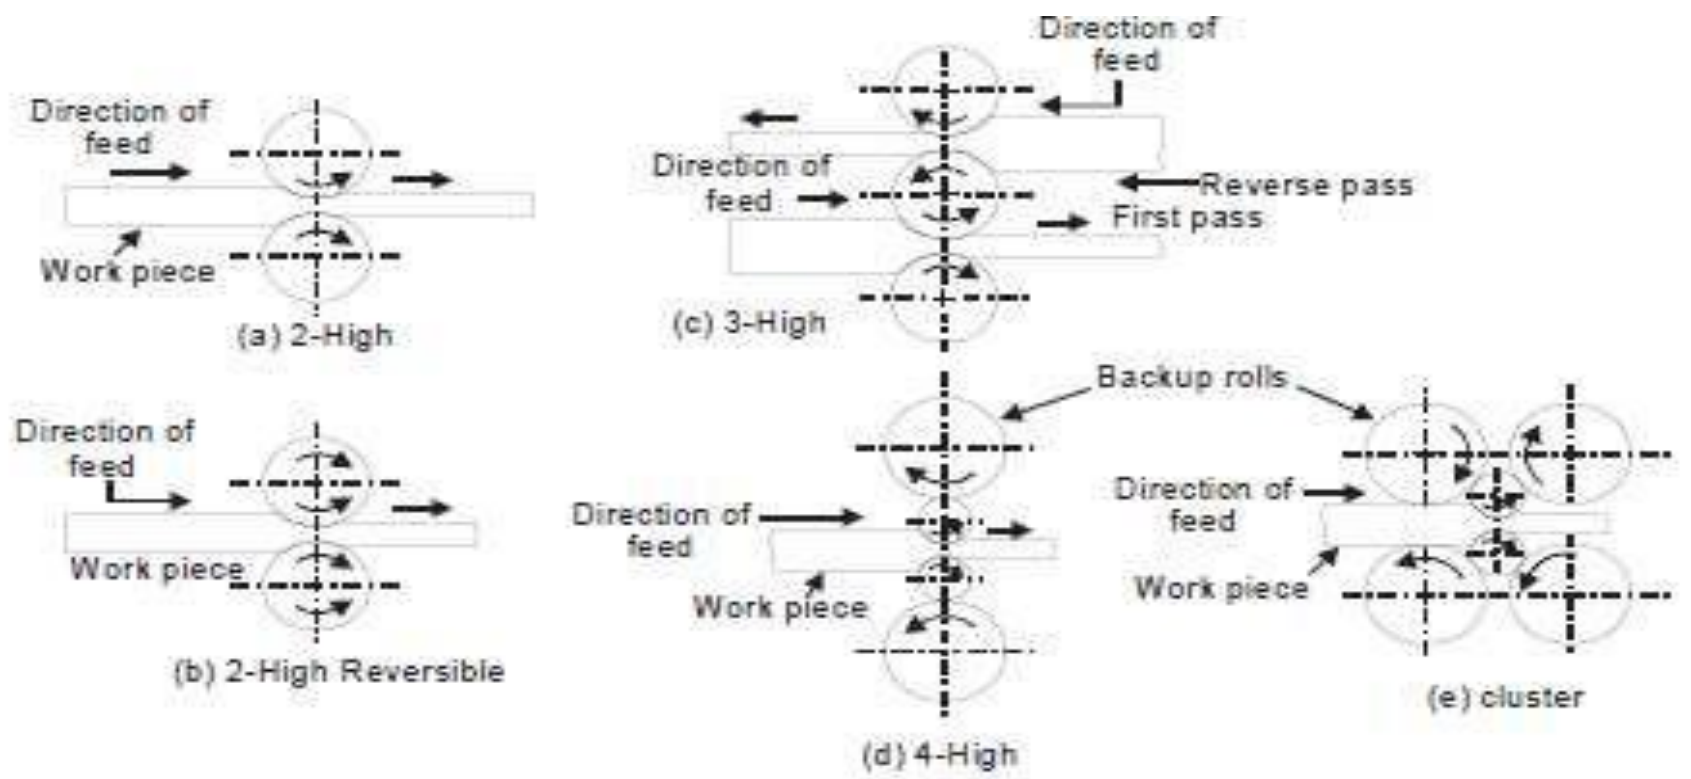 Direction of
feed
Work piece
(a) 2-High
Direction of
feed
Work piece
(b) 2-High Reversible
Direction of
feed
Direction of
feed
Reverse pass
First pass
(c) 3-High
Backup rolls
Direction of
feed
Work piece
(d) 4-High
Direction of
feed
Work piece
(e) cluster